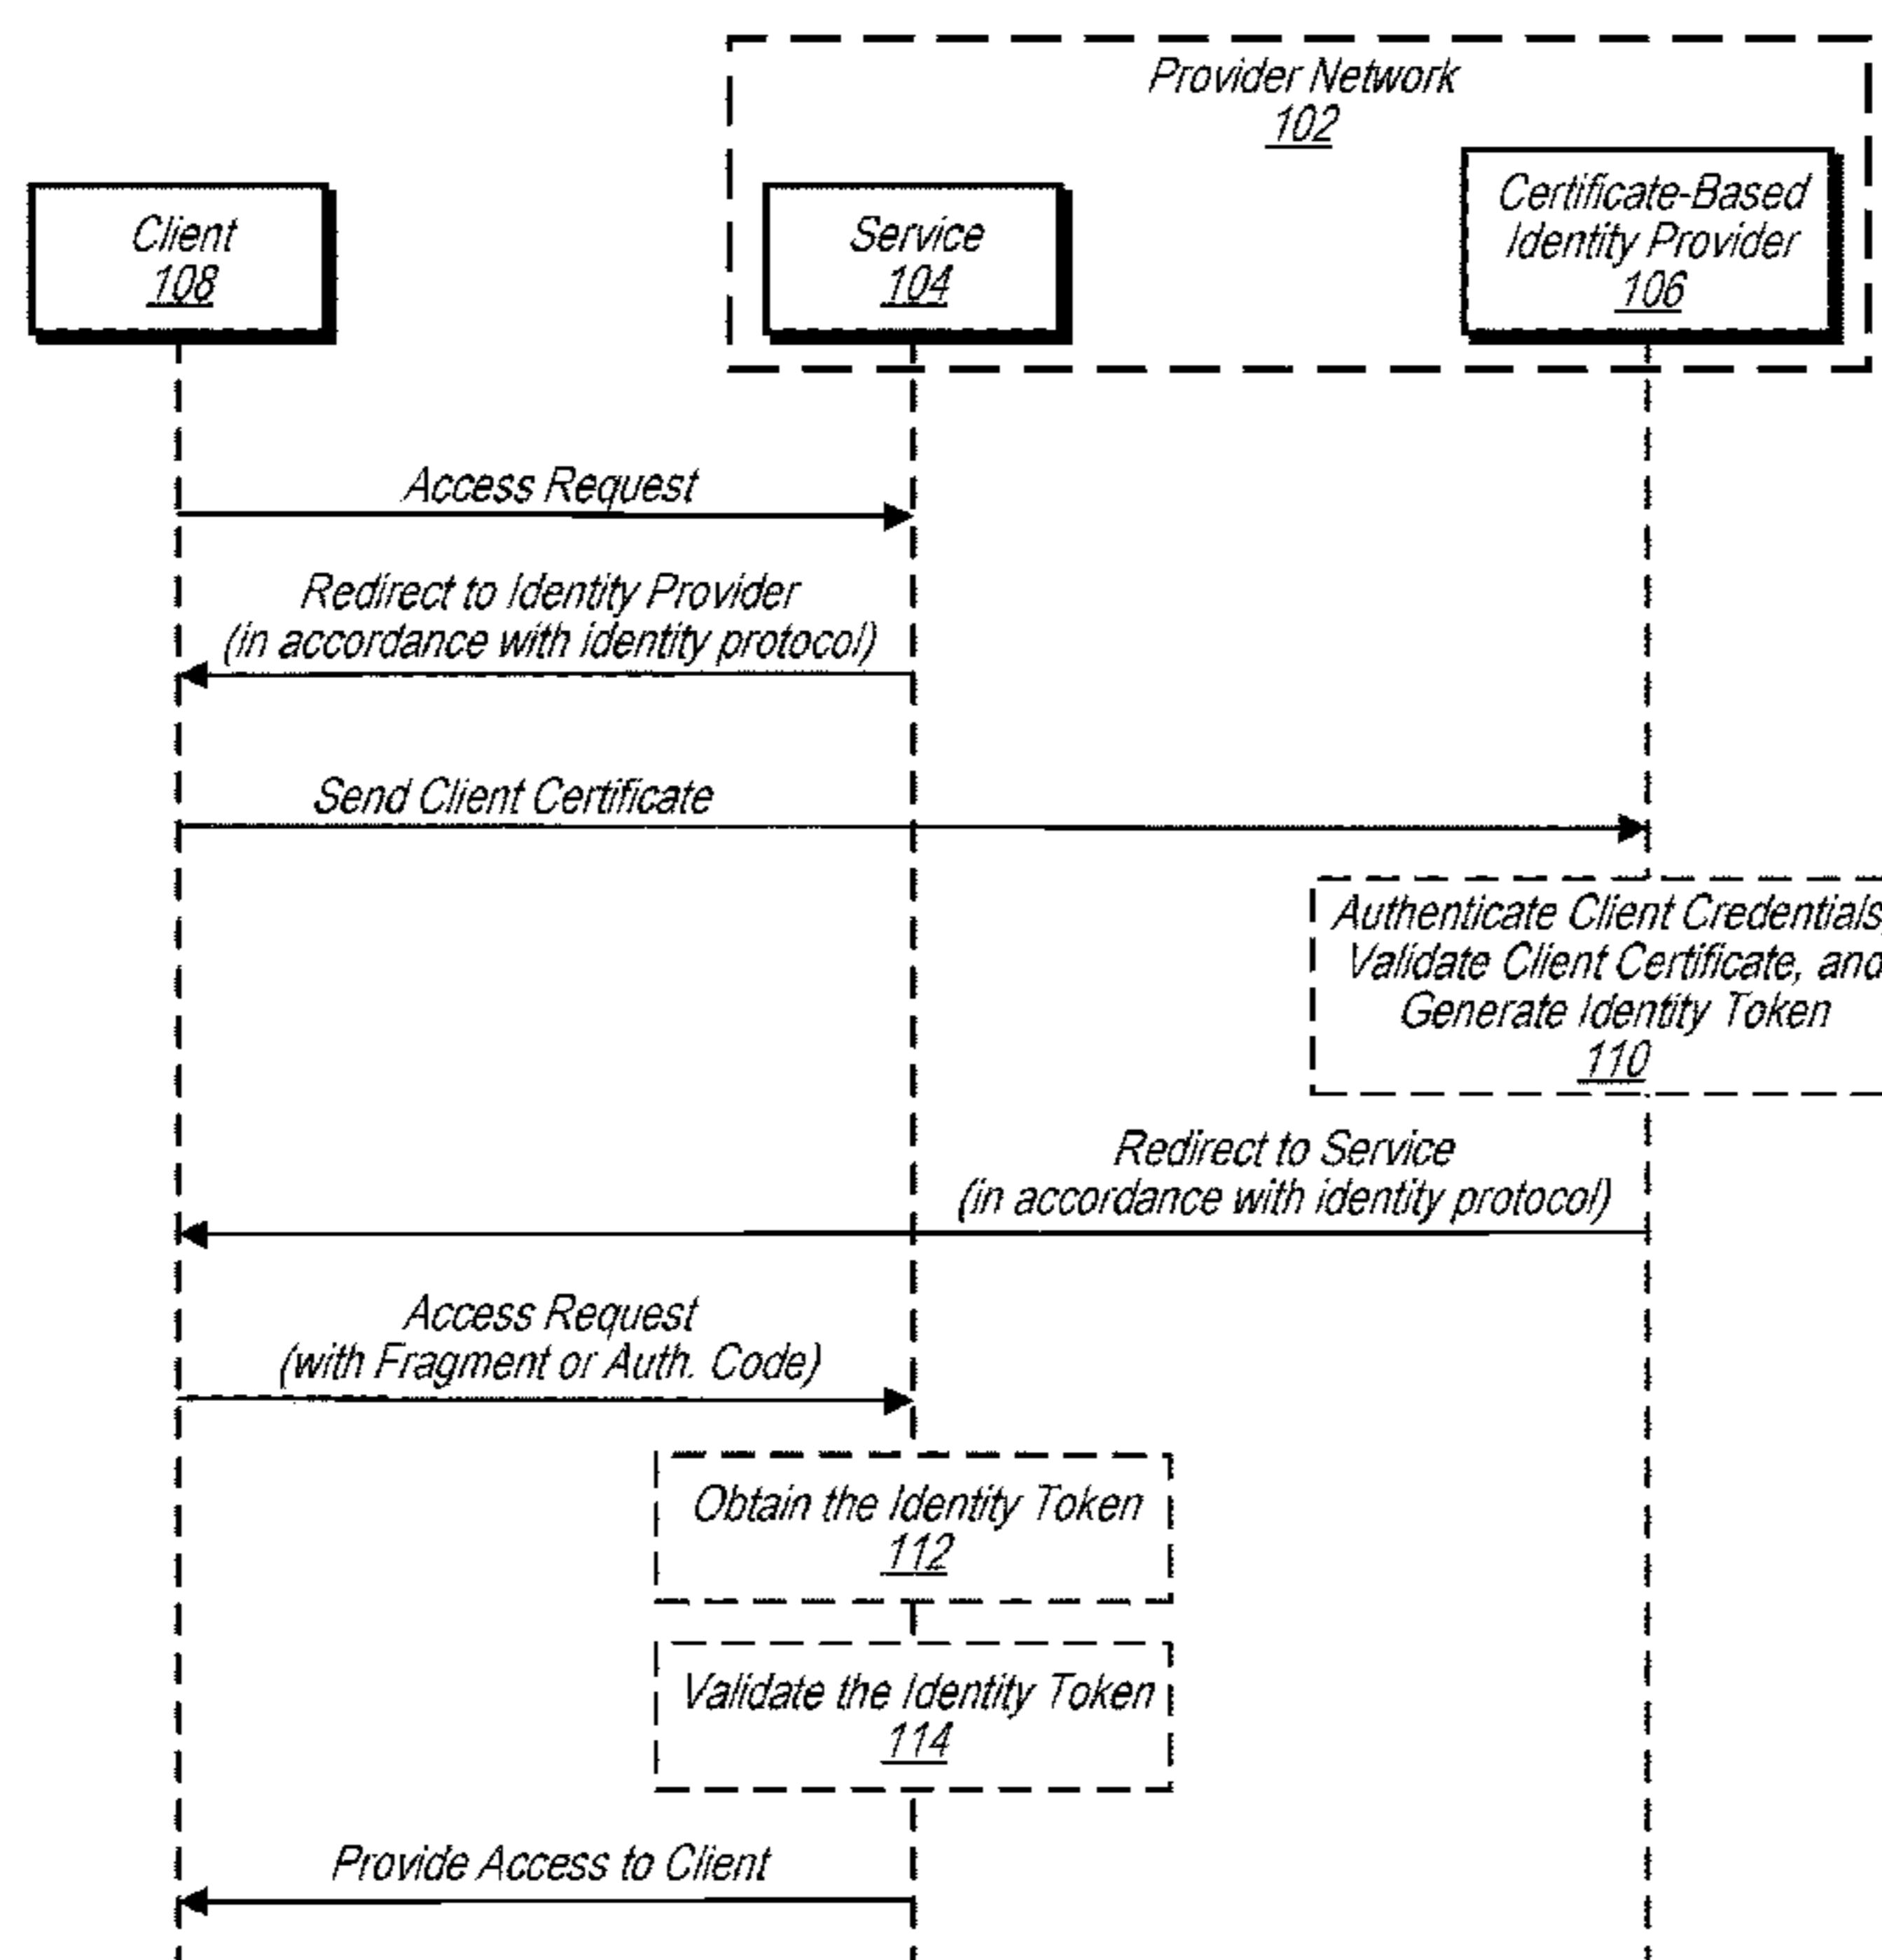 Provider Network
102
Client
108
Service
104
Certificate-Based
Identity Provider
106
Access Request
Redirect to Identity Provider
(in accordance with identity protocol)
Send Client Certificate
Authenticate Client Credentials,
Validate Client Certificate, and
Generate Identity Token
110
Redirect to Service
(in accordance with identity protocol)
Access Request
(with Fragment or Auth. Code)
Obtain the Identity Token
112
Validate the Identity Token
114
Provide Access to Client